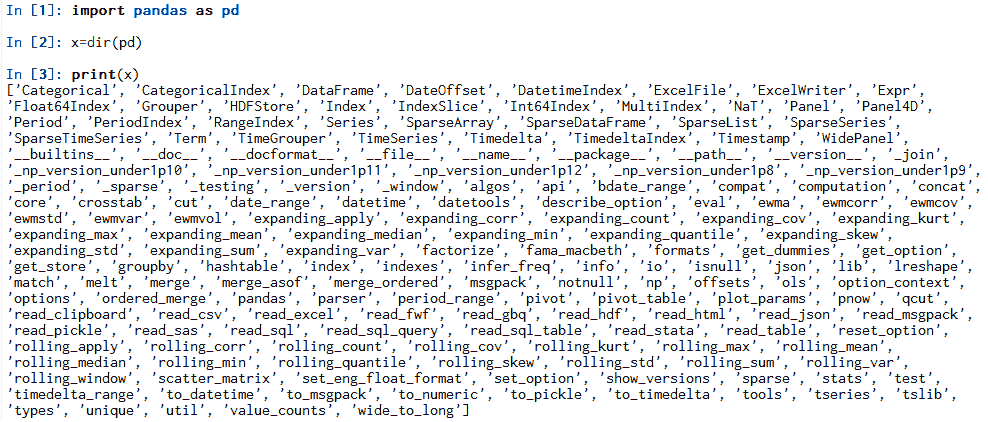 In [1]: import pandas as pd
In [2]: x=dir(pd)
In [3]: print(x)
['Categorical', 'CategoricalIndex', 'DataFrame', 'DateOffset', 'DatetimeIndex', 'ExcelFile', 'ExcelWriter', 'Expr',
'Float64Index', 'Grouper', 'HDFStore', 'Index', 'IndexSlice', 'Int64Index', 'MultiIndex', 'NaT', 'Panel', 'Panel4D',
'Period', 'PeriodIndex', 'RangeIndex', 'Series', 'SparseArray', 'SparseDataFrame', 'SparseList', 'SparseSeries',
'SparseTimeSeries', 'Term', 'TimeGrouper', 'TimeSeries', 'Timedelta', 'TimedeltaIndex', 'Timestamp', 'WidePanel',
'__builtins__', '__doc__', '__docformat__', '__file__', '__name__', '__package__', '__path__', '__version__', '_join',
'_np_version_under1p10', '_np_version_under1p11', '_np_version_under1p12', '_np_version_under1p8', '_np_version_under1p9',
'_period', '_sparse', '_testing', '_version', '_window', 'algos', 'api', 'bdate_range', 'compat', 'computation', 'concat',
'core', 'crosstab', 'cut', 'date_range', 'datetime', 'datetools', 'describe_option', 'eval', 'ewma', 'ewmcorr', 'ewmcov',
'ewmstd', 'ewmvar', 'ewmvol', 'expanding_apply', 'expanding_corr', 'expanding_count', 'expanding_cov', 'expanding_kurt',
'expanding_max', 'expanding_mean', 'expanding_median', 'expanding_min', 'expanding_quantile', 'expanding_skew',
'expanding_std', 'expanding_sum', 'expanding_var', 'factorize', 'fama_macbeth', 'formats', 'get_dummies', 'get_option',
'get_store', 'groupby', 'hashtable', 'index', 'indexes', 'infer_freq', 'info', 'io', 'isnull', 'json', 'lib', 'lreshape',
'match', 'melt', 'merge', 'merge_asof', 'merge_ordered', 'msgpack', 'notnull', 'np', 'offsets', 'ols', 'option_context',
'options', 'ordered_merge', 'pandas', 'parser', 'period_range', 'pivot', 'pivot_table', 'plot_params', 'pnow', 'qcut',
'read_clipboard', 'read_csv', 'read_excel', 'read_fwf', 'read_gbq', 'read_hdf', 'read_html', 'read_json', 'read_msgpack',
'read_pickle', 'read_sas', 'read_sql', 'read_sql_query', 'read_sql_table', 'read_stata', 'read_table', 'reset_option',
'rolling_apply', 'rolling_corr', 'rolling_count', 'rolling_cov', 'rolling_kurt', 'rolling_max', 'rolling_mean',
'rolling_median', 'rolling_min', 'rolling_quantile', 'rolling_skew', 'rolling_std', 'rolling_sum', 'rolling_var',
'rolling_window', 'scatter_matrix', 'set_eng_float_format', 'set_option', 'show_versions', 'sparse', 'stats', 'test',
'timedelta_range', 'to_datetime', 'to_msgpack', 'to_numeric', 'to_pickle', 'to_timedelta', 'tools', 'tseries', 'tslib',
'types', 'unique', 'util', 'value_counts', 'wide_to_long']